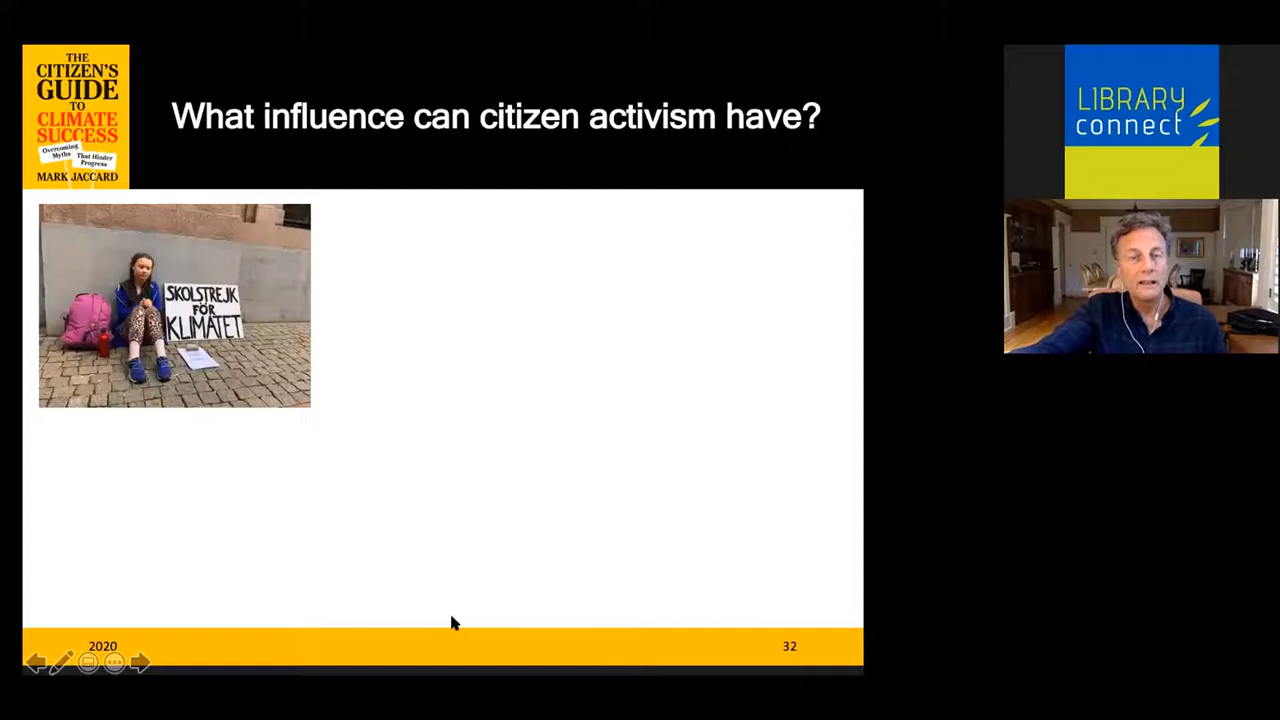 THE
CITIZEN'S
GUIDE
TO
CLIMATE
SUCCESS
Overcoming
Myths
That Hinder
Progress
MARK JACCARD
What influence can citizen activism have?
SKOLSTREJK
FÖR
KLIMATET
2020
32
LIBRARY
connect